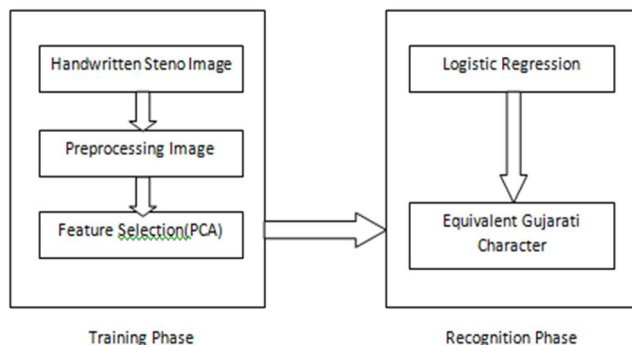 Handwritten Steno Image
Preprocessing Image
Feature Selection(PCA)
Training Phase
Logistic Regression
Equivalent Gujarati
Character
Recognition Phase